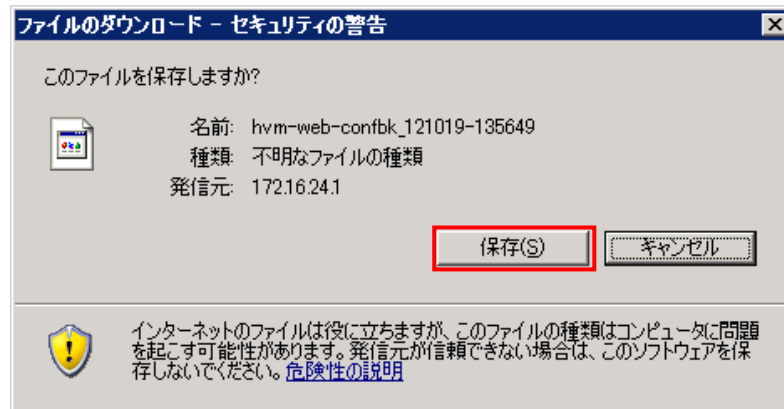 ファイルのダウンロード - セキュリティの警告
このファイルを保存しますか?
名前: hvm-web-confbk_121019-135649
種類: 不明なファイルの種類
発信元: 172.16.24.1
保存(S) キャンセル
インターネットのファイルは役に立ちますが、このファイルの種類はコンピュータに問題
を起こす可能性があります。発信元が信頼できない場合は、このソフトウェアを保
存しないでください。危険性の説明